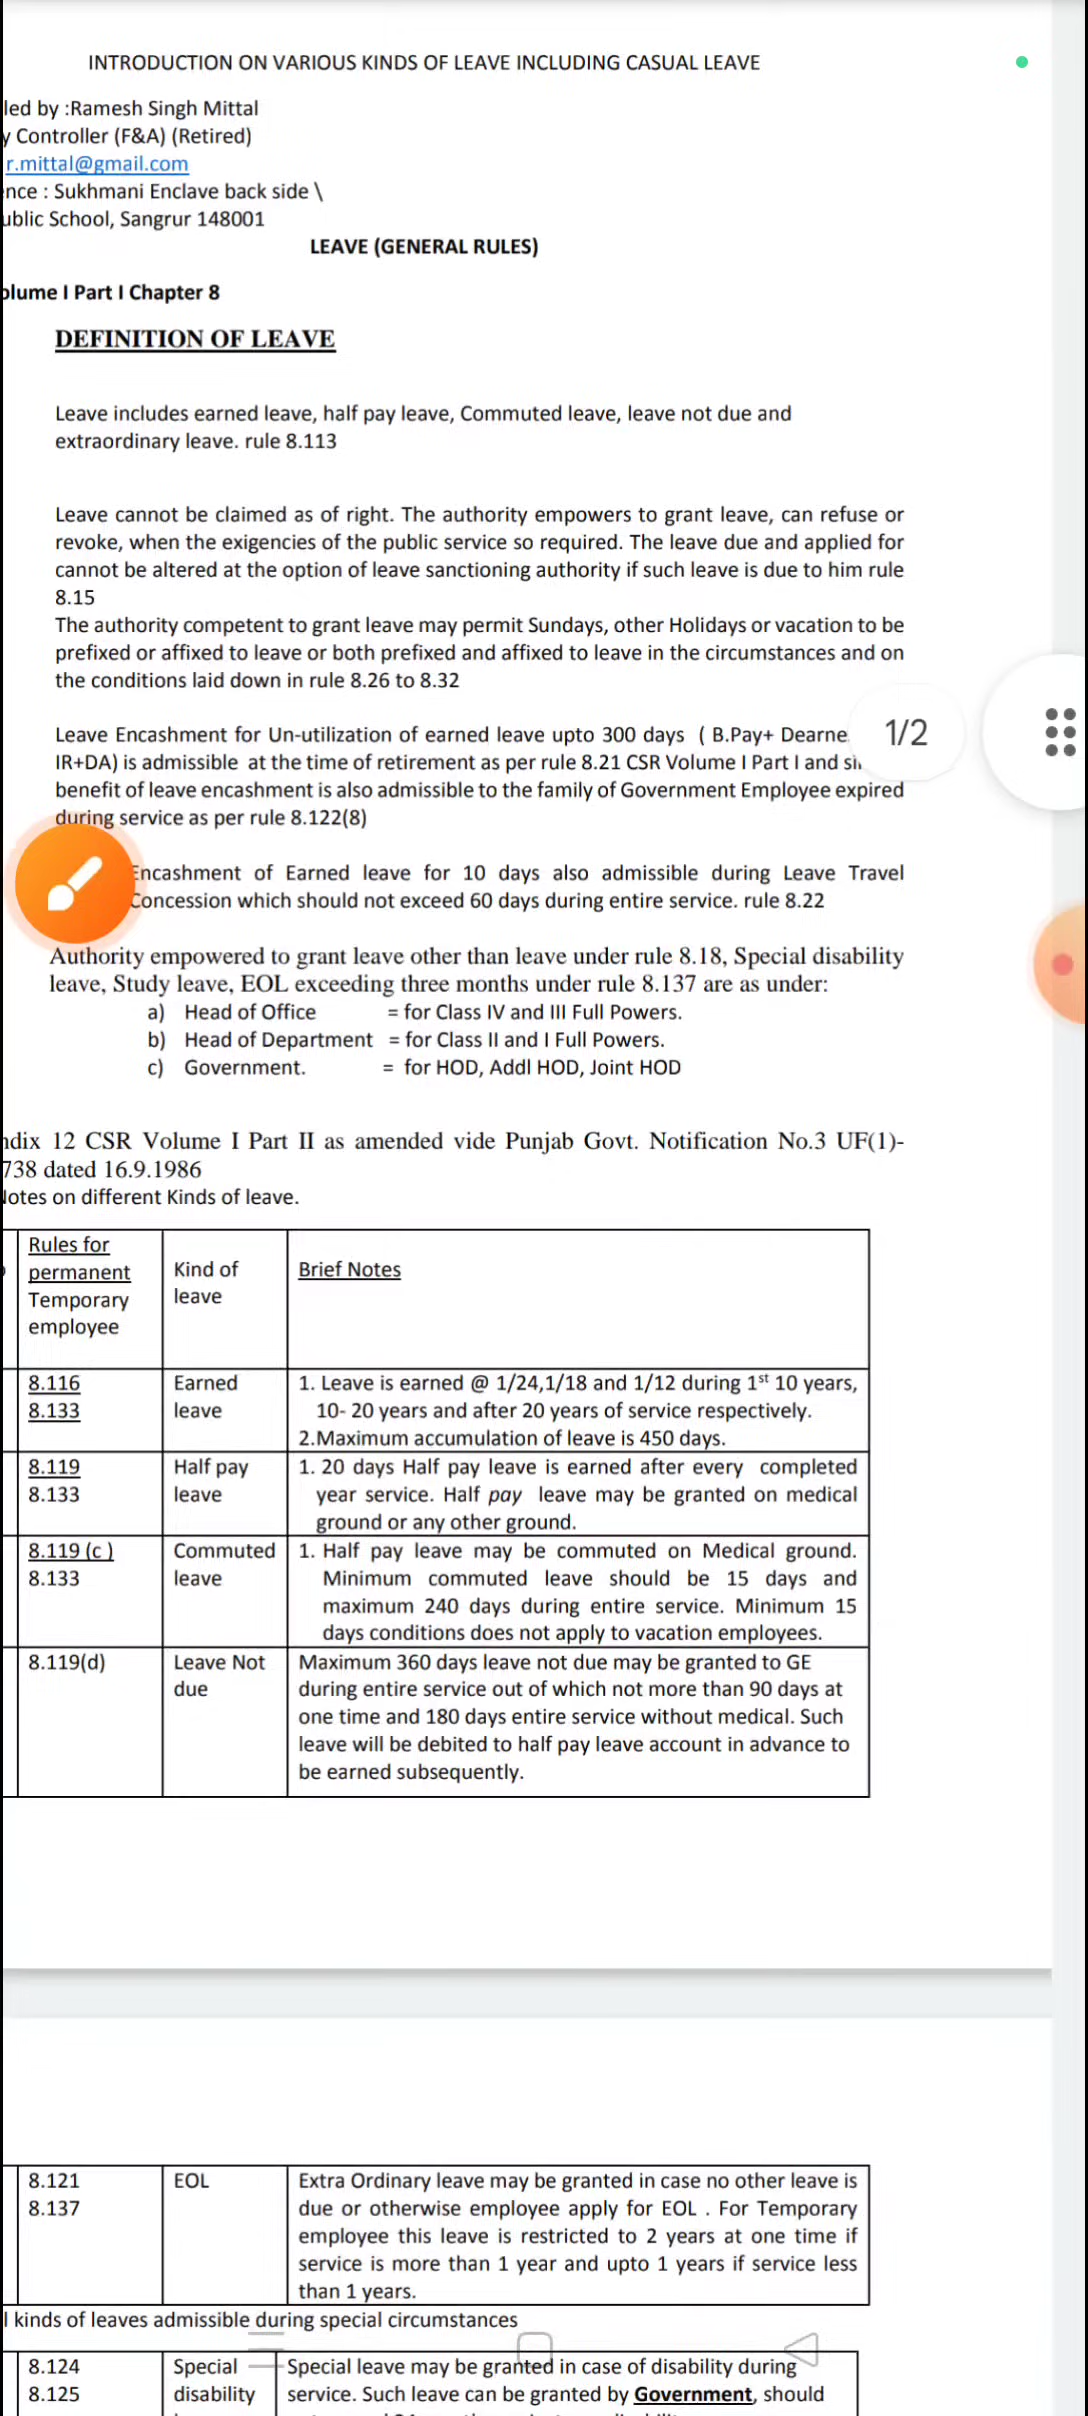 INTRODUCTION ON VARIOUS KINDS OF LEAVE INCLUDING CASUAL LEAVE
led by :Ramesh Singh Mittal
y Controller (F&A) (Retired)
r.mittal@gmail.com
nce : Sukhmani Enclave back side \
ublic School, Sangrur 148001
LEAVE (GENERAL RULES)
olume I Part I Chapter 8
DEFINITION OF LEAVE
Leave includes earned leave, half pay leave, Commuted leave, leave not due and
extraordinary leave. rule 8.113
Leave cannot be claimed as of right. The authority empowers to grant leave, can refuse or
revoke, when the exigencies of the public service so required. The leave due and applied for
cannot be altered at the option of leave sanctioning authority if such leave is due to him rule
8.15
The authority competent to grant leave may permit Sundays, other Holidays or vacation to be
prefixed or affixed to leave or both prefixed and affixed to leave in the circumstances and on
the conditions laid down in rule 8.26 to 8.32
Leave Encashment for Un-utilization of earned leave upto 300 days ( B.Pay+ Dearne
1/2
IR+DA) is admissible at the time of retirement as per rule 8.21 CSR Volume I Part I and
benefit of leave encashment is also admissible to the family of Government Employee expired
during service as per rule 8.122(8)
Encashment of Earned leave for 10 days also admissible during Leave Travel
Concession which should not exceed 60 days during entire service. rule 8.22
Authority empowered to grant leave other than leave under rule 8.18, Special disability
leave, Study leave, EOL exceeding three months under rule 8.137 are as under:
a) Head of Office = for Class IV and III Full Powers.
b) Head of Department = for Class II and I Full Powers.
c) Government. = for HOD, Addl HOD, Joint HOD
ndix 12 CSR Volume I Part II as amended vide Punjab Govt. Notification No.3 UF(1)-
738 dated 16.9.1986
Notes on different Kinds of leave.
Rules for
permanent
Temporary
employee
Kind of
leave
Brief Notes
8.116
8.133
Earned
leave
1. Leave is earned @ 1/24,1/18 and 1/12 during 1st 10 years,
10- 20 years and after 20 years of service respectively.
2.Maximum accumulation of leave is 450 days.
8.119
8.133
Half pay
leave
1. 20 days Half pay leave is earned after every completed
year service. Half pay leave may be granted on medical
ground or any other ground.
8.119 (c )
8.133
Commuted
leave
1. Half pay leave may be commuted on Medical ground.
Minimum commuted leave should be 15 days and
maximum 240 days during entire service. Minimum 15
days conditions does not apply to vacation employees.
8.119(d)
Leave Not
due
Maximum 360 days leave not due may be granted to GE
during entire service out of which not more than 90 days at
one time and 180 days entire service without medical. Such
leave will be debited to half pay leave account in advance to
be earned subsequently.
8.121
8.137
EOL
Extra Ordinary leave may be granted in case no other leave is
due or otherwise employee apply for EOL . For Temporary
employee this leave is restricted to 2 years at one time if
service is more than 1 year and upto 1 years if service less
than 1 years.
l kinds of leaves admissible during special circumstances
8.124
8.125
Special
disability
Special leave may be granted in case of disability during
service. Such leave can be granted by Government, should